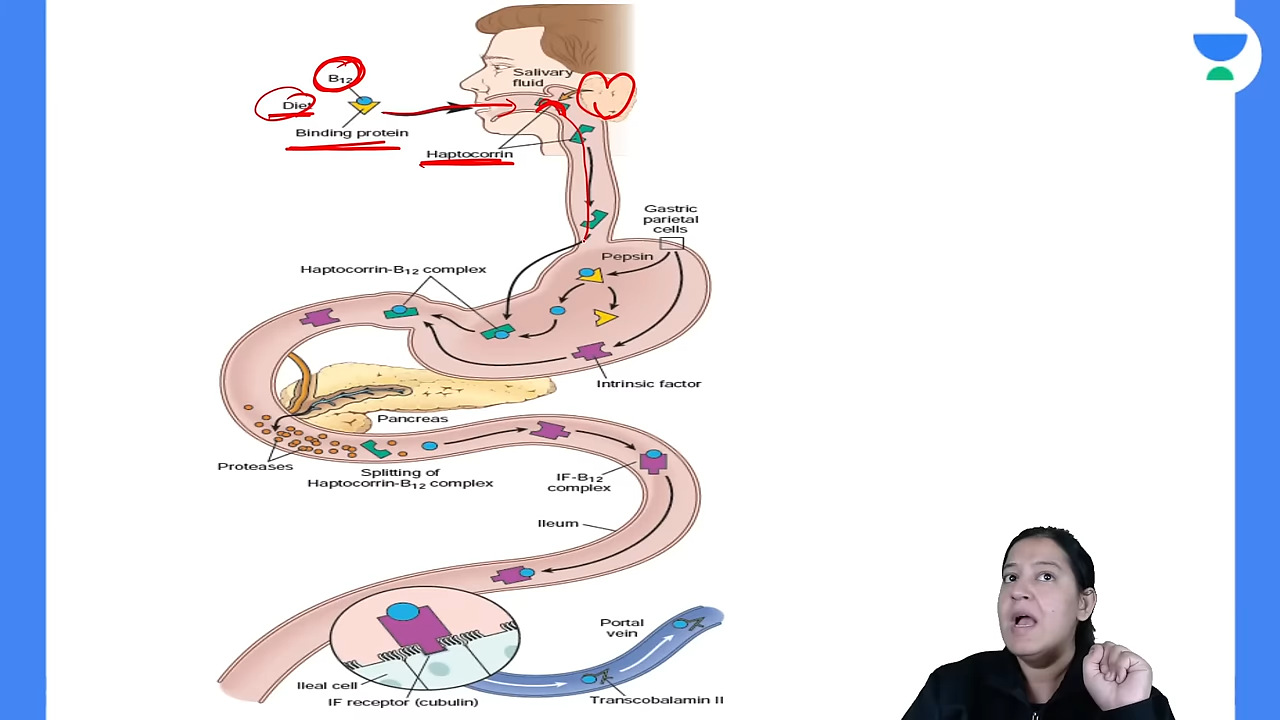 B12
Diet
Binding protein
Salivary
fluid
Haptocorrin
Gastric
parietal
cells
Pepsin
Haptocorrin-B12 complex
Intrinsic factor
Pancreas
Proteases
Splitting of
Haptocorrin-B12 complex
IF-B12
complex
Ileum
Portal
vein
Ileal cell
IF receptor (cubulin)
Transcobalamin II